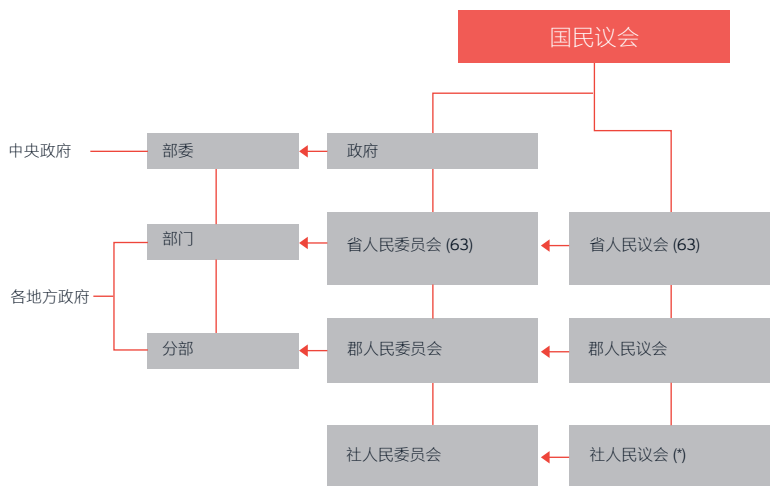 国民议会
中央政府
部委
政府
部门
省人民委员会 (63)
省人民议会 (63)
各地方政府
分部
郡人民委员会
郡人民议会
社人民委员会
社人民议会 (*)